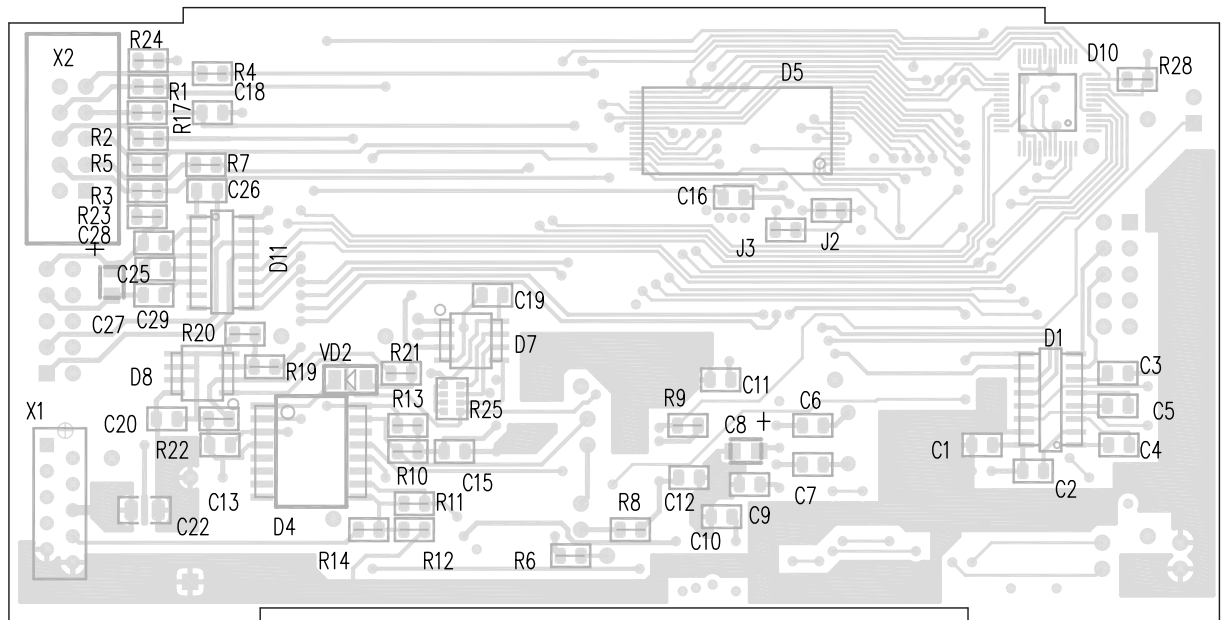 R24
X2
R4
D5
D10
R28
R1
C18
R17
R2
R5
R7
R3
C26
C16
R23
C28
+
D11
J3
J2
C25
C19
C27
C29
R20
D7
D1
VD2
R21
D8
R19
C3
C11
R13
R25
R9
C6
C5
X1
C20
C8
+
R22
C1
C4
R10
C15
C2
C13
R11
C12
C7
C22
D4
R8
C9
C10
R14
R12
R6